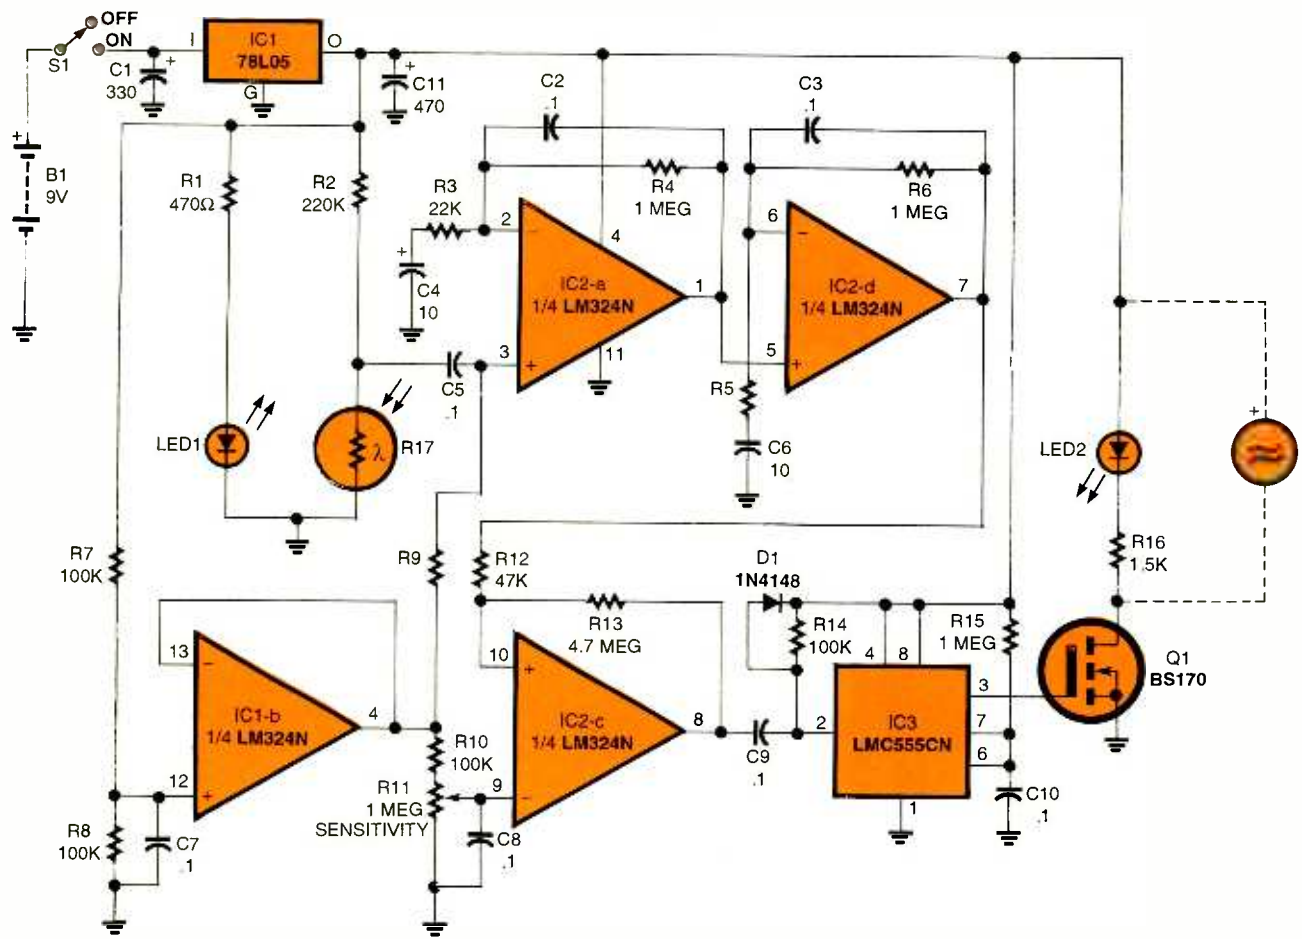 OFF
ON
S1
I
IC1
78L05
O
G
C1
330
+
+
C11
470
C2
.1
C3
.1
+
B1
9V
R1
470Ω
R2
220K
R3
22K
R4
1 MEG
R6
1 MEG
+
C4
10
2
−
4
IC2-a
1/4 LM324N
1
3
+
11
6
−
IC2-d
1/4 LM324N
7
5
+
C5
.1
R5
C6
10
LED1
λ
R17
LED2
+
R7
100K
R9
R12
47K
D1
1N4148
R16
1.5K
R13
4.7 MEG
R14
100K
R15
1 MEG
4
8
13
−
IC1-b
1/4 LM324N
4
12
+
10
+
IC2-c
1/4 LM324N
8
9
−
C9
.1
2
IC3
LMC555CN
3
7
6
1
Q1
BS170
R10
100K
R11
1 MEG
SENSITIVITY
C10
.1
R8
100K
C7
.1
C8
.1